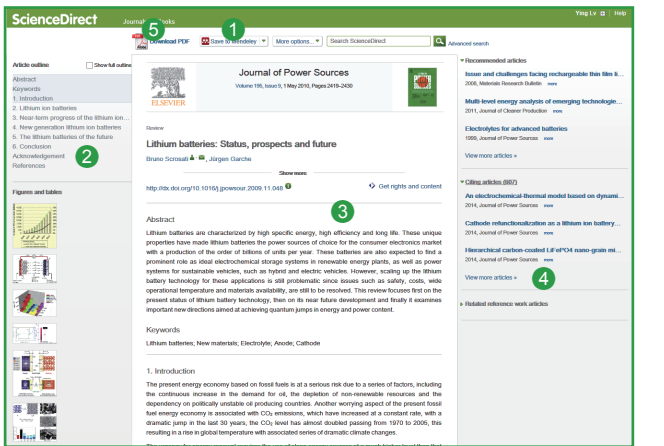 ScienceDirect
Journals
Books
Ying Lv
Help
5
1
Download PDF
Save to Mendeley
More options...
Search ScienceDirect
Advanced search
Article outline
Show full outline
Abstract
Keywords
1. Introduction
2. Lithium ion batteries
3. Near-term progress of the lithium ion...
4. New generation lithium ion batteries
5. The lithium batteries of the future
6. Conclusion
Acknowledgement
References
2
Figures and tables
ELSEVIER
Journal of Power Sources
Volume 195, Issue 9, 1 May 2010, Pages 2419–2430
Review
Lithium batteries: Status, prospects and future
Bruno Scrosati, Jürgen Garche
Show more
http://dx.doi.org/10.1016/j.jpowsour.2009.11.048
Get rights and content
3
Abstract
Lithium batteries are characterized by high specific energy, high efficiency and long life. These unique
properties have made lithium batteries the power sources of choice for the consumer electronics market
with a production of the order of billions of units per year. These batteries are also expected to find a
prominent role as ideal electrochemical storage systems in renewable energy plants, as well as power
systems for sustainable vehicles, such as hybrid and electric vehicles. However, scaling up the lithium
battery technology for these applications is still problematic since issues such as safety, costs, wide
operational temperature and materials availability, are still to be resolved. This review focuses first on the
present status of lithium battery technology, then on its near future development and finally it examines
important new directions aimed at achieving quantum jumps in energy and power content.
Keywords
Lithium batteries; New materials; Electrolyte; Anode; Cathode
1. Introduction
The present energy economy based on fossil fuels is at a serious risk due to a series of factors, including
the continuous increase in the demand for oil, the depletion of non-renewable resources and the
dependency on politically unstable oil producing countries. Another worrying aspect of the present fossil
fuel energy economy is associated with CO₂ emissions, which have increased at a constant rate, with a
dramatic jump in the last 30 years, the CO₂ level has almost doubled passing from 1970 to 2005, this
resulting in a rise in global temperature with associated series of dramatic climate changes.
Recommended articles
Issue and challenges facing rechargeable thin film li...
2008, Materials Research Bulletin more
Multi-level energy analysis of emerging technologie...
2011, Journal of Cleaner Production more
Electrolytes for advanced batteries
1999, Journal of Power Sources more
View more articles »
Citing articles (607)
An electrochemical-thermal model based on dynami...
2014, Journal of Power Sources more
Cathode refunctionalization as a lithium ion battery...
2014, Journal of Power Sources more
Hierarchical carbon-coated LiFePO4 nano-grain mi...
2014, Journal of Power Sources more
View more articles »
4
Related reference work articles